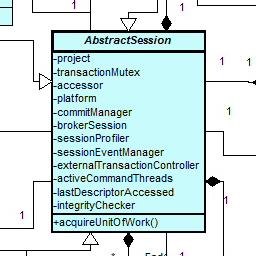 1
1
AbstractSession
-project
-transactionMutex
-accessor
-platform
-commitManager
-brokerSession
-sessionProfiler
-sessionEventManager
-externalTransactionController
-activeCommandThreads
-lastDescriptorAccessed
-integrityChecker
+acquireUnitOfWork()
1
1
1
1
1
1
*